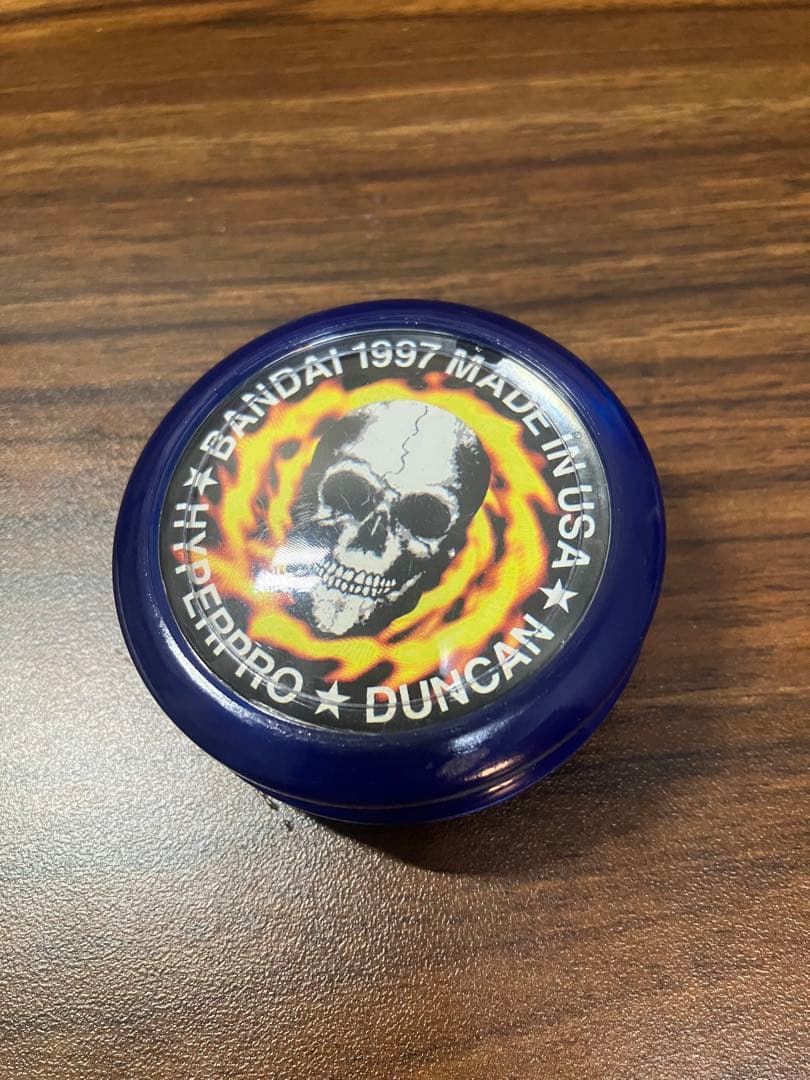 ★ BANDAI 1997 MADE IN USA ★ DUNCAN ★ HYPERPRO